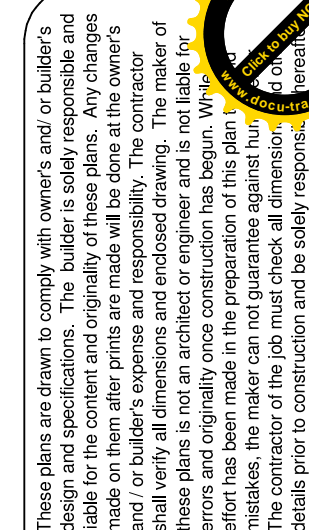 These plans are drawn to comply with owner's and/ or builder's
design and specifications. The builder is solely responsible and
liable for the content and originality of these plans. Any changes
made on them after prints are made will be done at the owner's
and / or builder's expense and responsibility. The contractor
shall verify all dimensions and enclosed drawing. The maker of
these plans is not an architect or engineer and is not liable for
errors and originality once construction has begun. While
effort has been made in the preparation of this plan
mistakes, the maker can not guarantee against
The contractor of the job must check all dimension
details prior to construction and be solely responsi
Click to buy
www.docu-tra